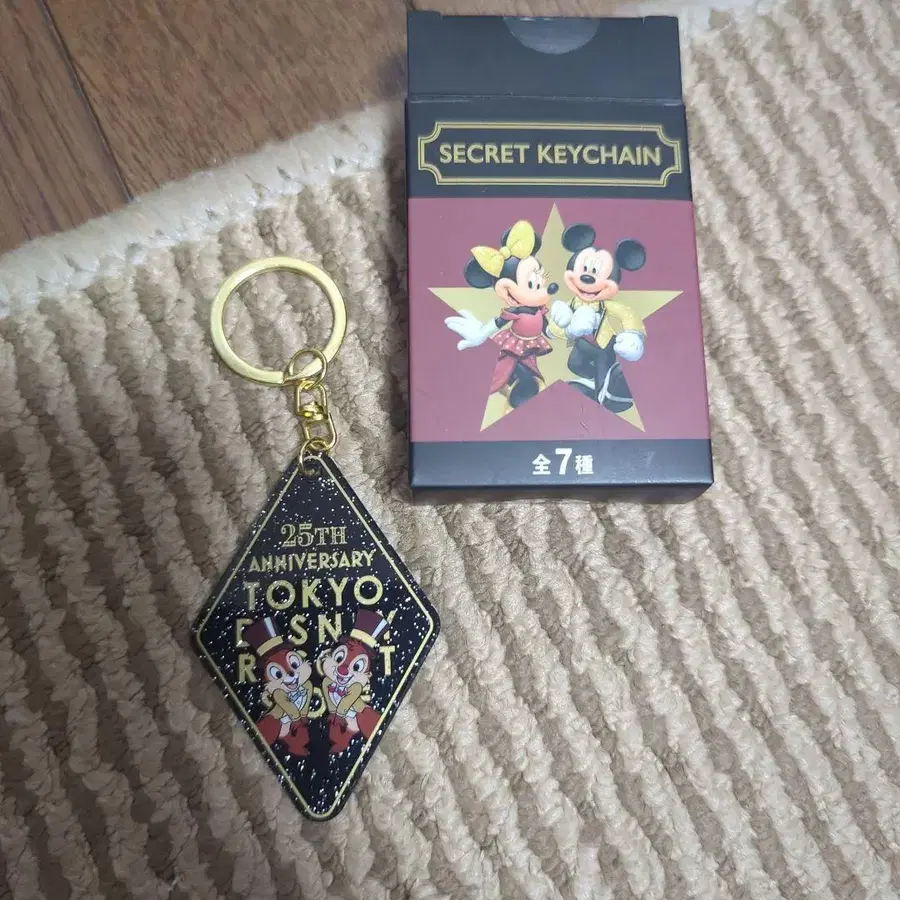 SECRET KEYCHAIN
全7種
25TH
ANNIVERSARY
TOKYO